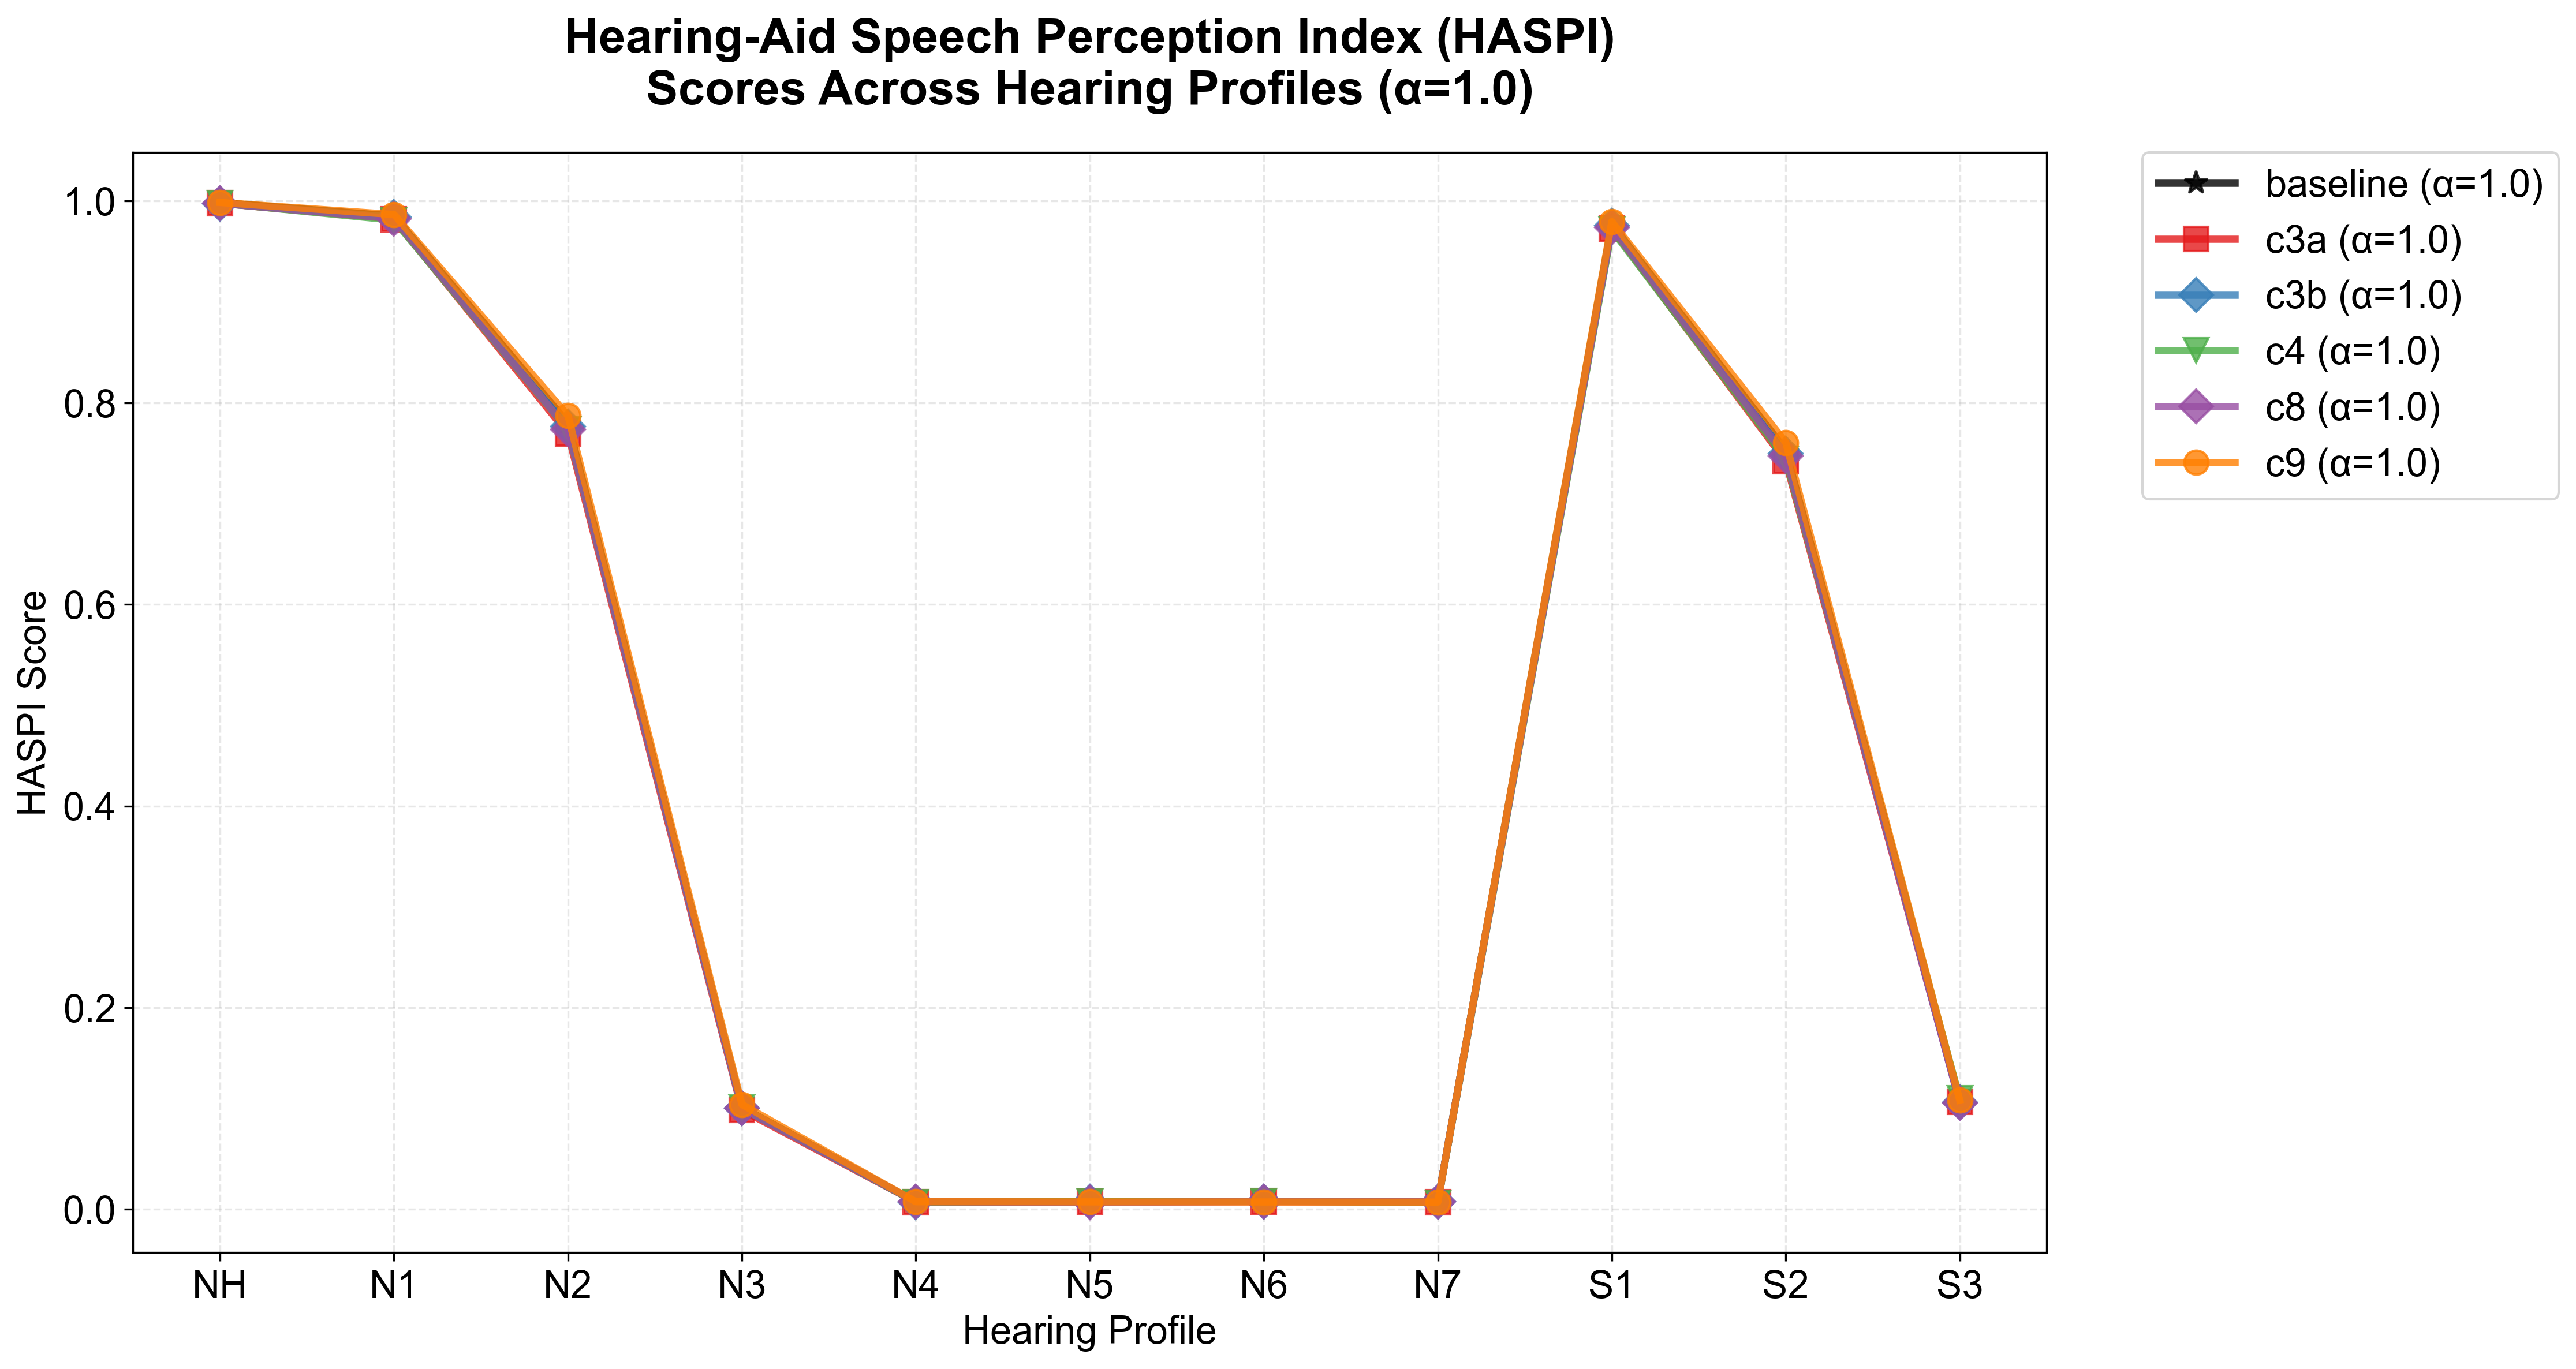 Hearing-Aid Speech Perception Index (HASPI)
Scores Across Hearing Profiles (α=1.0)
HASPI Score
1.0
0.8
0.6
0.4
0.2
0.0
NH N1 N2 N3 N4 N5 N6 N7 S1 S2 S3
Hearing Profile
baseline (α=1.0)
c3a (α=1.0)
c3b (α=1.0)
c4 (α=1.0)
c8 (α=1.0)
c9 (α=1.0)